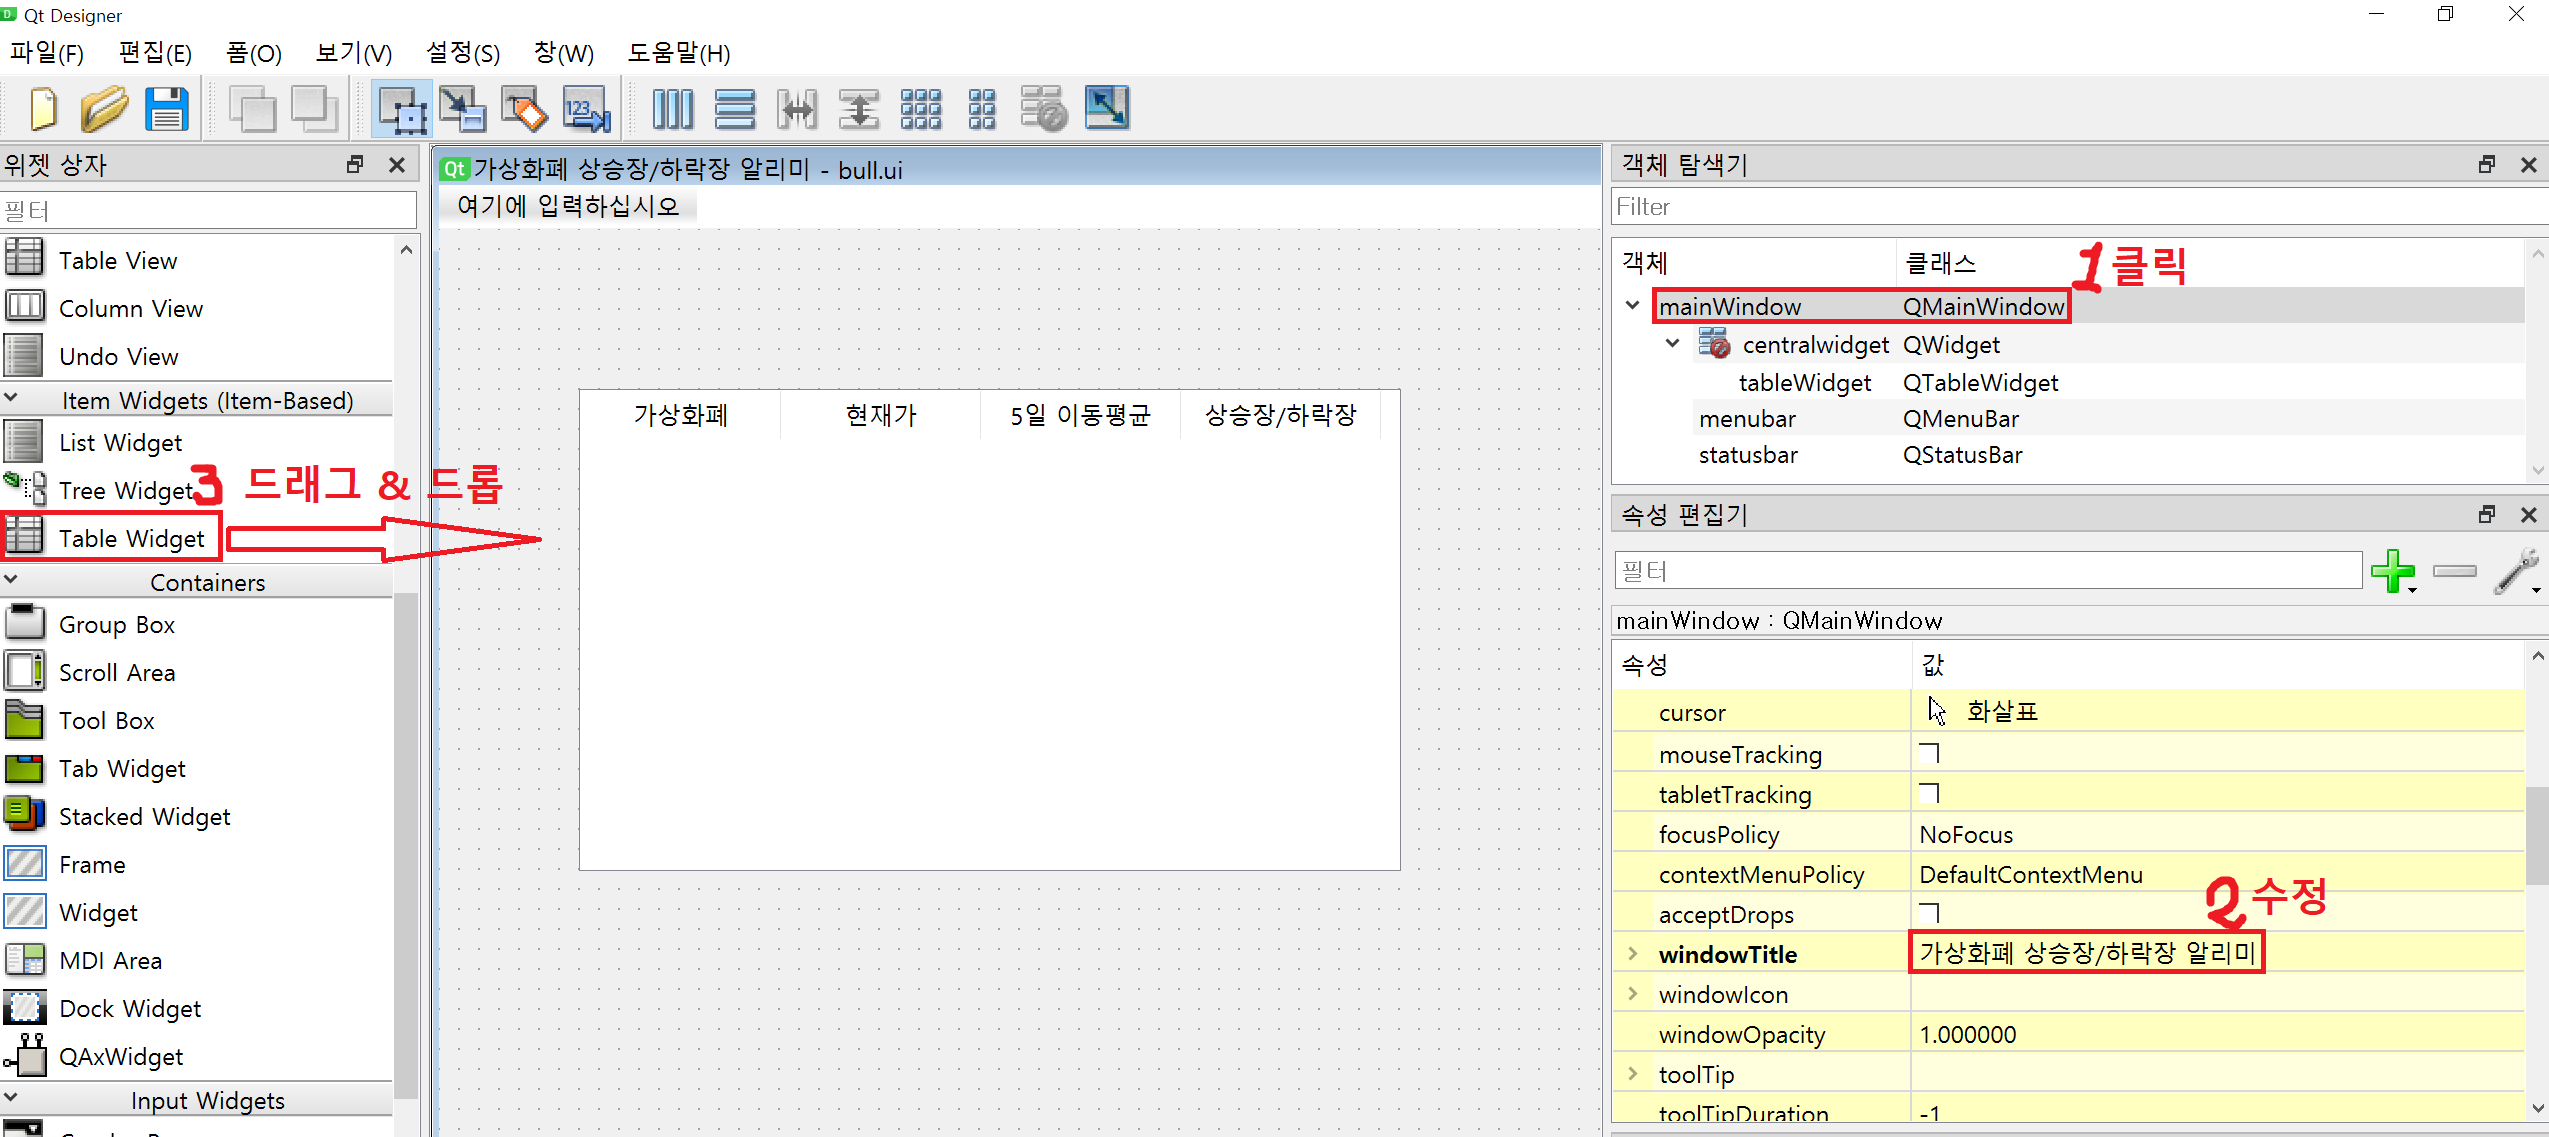 Qt Designer
파일(F) 편집(E) 폼(O) 보기(V) 설정(S) 창(W) 도움말(H)
123
위젯 상자
필터
Table View
Column View
Undo View
Item Widgets (Item-Based)
List Widget
Tree Widget
Table Widget
Containers
Group Box
Scroll Area
Tool Box
Tab Widget
Stacked Widget
Frame
Widget
MDI Area
Dock Widget
QAxWidget
Input Widgets
3 드래그 & 드롭
Qt 가상화폐 상승장/하락장 알리미 - bull.ui
여기에 입력하십시오
가상화폐 현재가 5일 이동평균 상승장/하락장
객체 탐색기
Filter
객체 클래스
1 클릭
mainWindow QMainWindow
centralwidget QWidget
tableWidget QTableWidget
menubar QMenuBar
statusbar QStatusBar
속성 편집기
필터
mainWindow : QMainWindow
속성 값
cursor 화살표
mouseTracking
tabletTracking
focusPolicy NoFocus
contextMenuPolicy DefaultContextMenu
acceptDrops
2 수정
windowTitle 가상화폐 상승장/하락장 알리미
windowIcon
windowOpacity 1.000000
toolTip
toolTipDuration -1